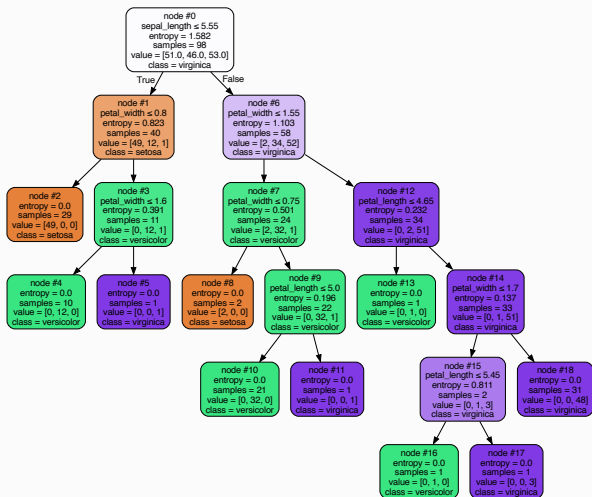 node #0
sepal_length ≤ 5.55
entropy = 1.582
samples = 98
value = [51.0, 46.0, 53.0]
class = virginica
True
False
node #1
petal_width ≤ 0.8
entropy = 0.823
samples = 40
value = [49, 12, 1]
class = setosa
node #6
petal_width ≤ 1.55
entropy = 1.103
samples = 58
value = [2, 34, 52]
class = virginica
node #2
entropy = 0.0
samples = 29
value = [49, 0, 0]
class = setosa
node #3
petal_width ≤ 1.6
entropy = 0.391
samples = 11
value = [0, 12, 1]
class = versicolor
node #7
petal_width ≤ 0.75
entropy = 0.501
samples = 24
value = [2, 32, 1]
class = versicolor
node #12
petal_length ≤ 4.65
entropy = 0.232
samples = 34
value = [0, 2, 51]
class = virginica
node #4
entropy = 0.0
samples = 10
value = [0, 12, 0]
class = versicolor
node #5
entropy = 0.0
samples = 1
value = [0, 0, 1]
class = virginica
node #8
entropy = 0.0
samples = 2
value = [2, 0, 0]
class = setosa
node #9
petal_length ≤ 5.0
entropy = 0.196
samples = 22
value = [0, 32, 1]
class = versicolor
node #13
entropy = 0.0
samples = 1
value = [0, 1, 0]
class = versicolor
node #14
petal_width ≤ 1.7
entropy = 0.137
samples = 33
value = [0, 1, 51]
class = virginica
node #10
entropy = 0.0
samples = 21
value = [0, 32, 0]
class = versicolor
node #11
entropy = 0.0
samples = 1
value = [0, 0, 1]
class = virginica
node #15
petal_length ≤ 5.45
entropy = 0.811
samples = 2
value = [0, 1, 3]
class = virginica
node #18
entropy = 0.0
samples = 31
value = [0, 0, 48]
class = virginica
node #16
entropy = 0.0
samples = 1
value = [0, 1, 0]
class = versicolor
node #17
entropy = 0.0
samples = 1
value = [0, 0, 3]
class = virginica